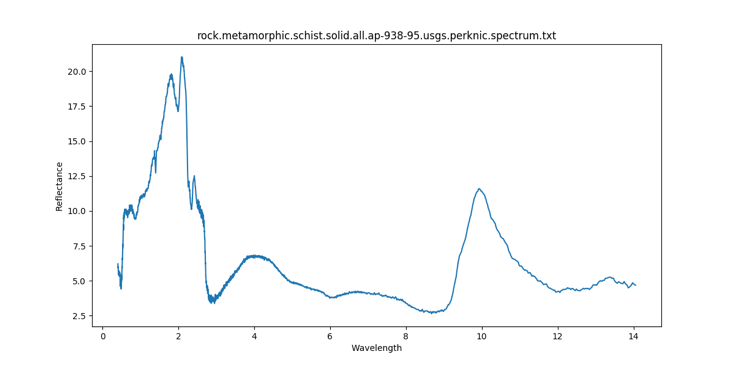 rock.metamorphic.schist.solid.all.ap-938-95.usgs.perknic.spectrum.txt
20.0
17.5
15.0
12.5
10.0
7.5
5.0
2.5
Reflectance
0 2 4 6 8 10 12 14
Wavelength